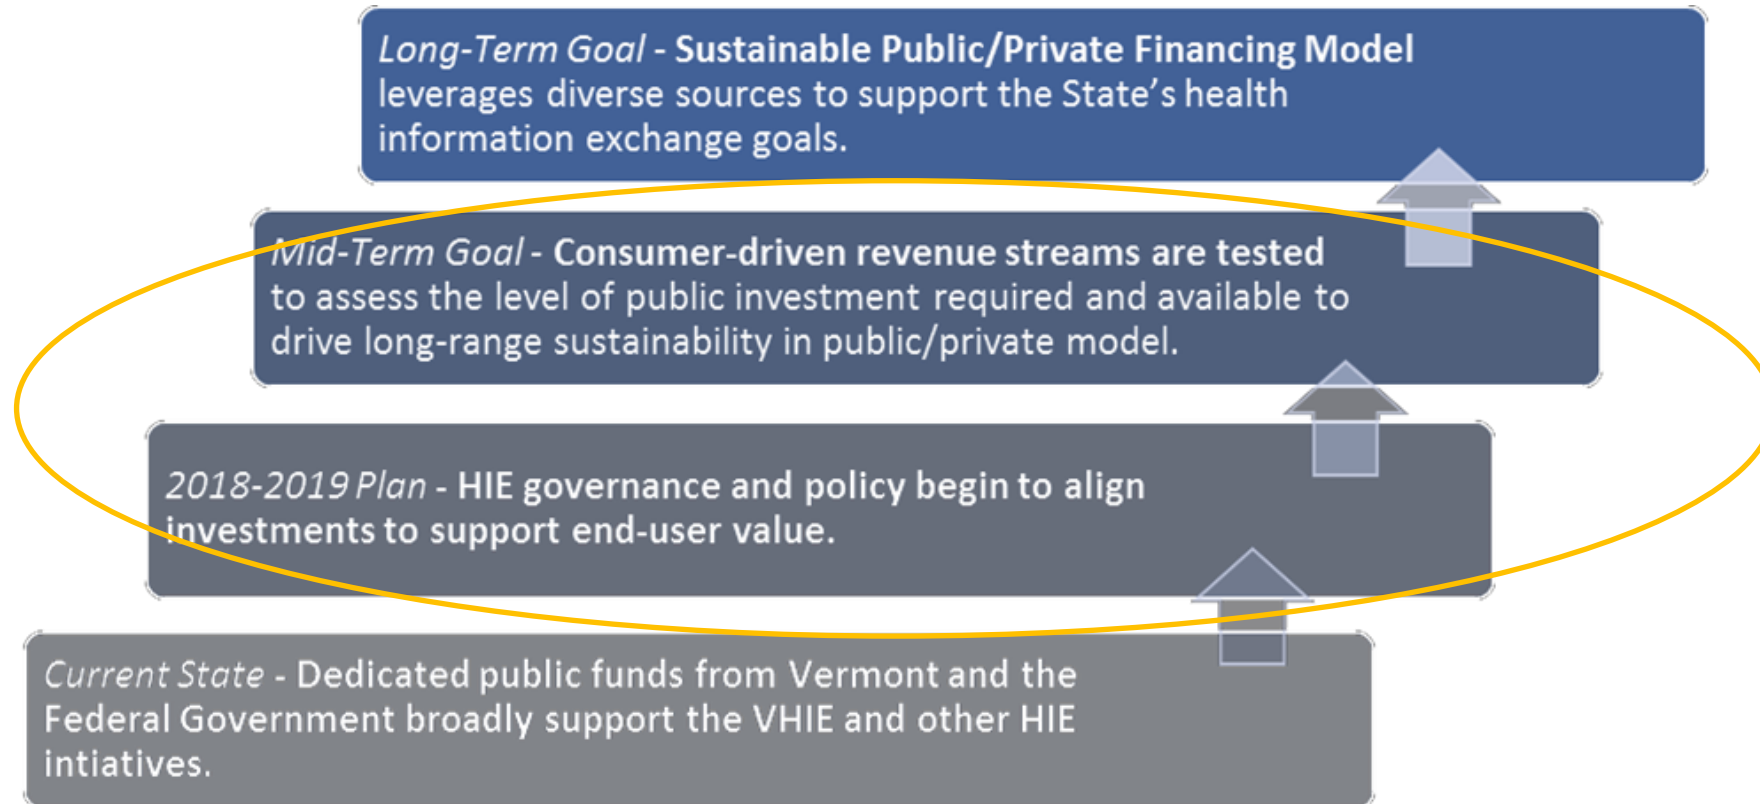 Long-Term Goal - Sustainable Public/Private Financing Model
leverages diverse sources to support the State's health
information exchange goals.
Mid-Term Goal - Consumer-driven revenue streams are tested
to assess the level of public investment required and available to
drive long-range sustainability in public/private model.
2018-2019 Plan - HIE governance and policy begin to align
investments to support end-user value.
Current State - Dedicated public funds from Vermont and the
Federal Government broadly support the VHIE and other HIE
intiatives.